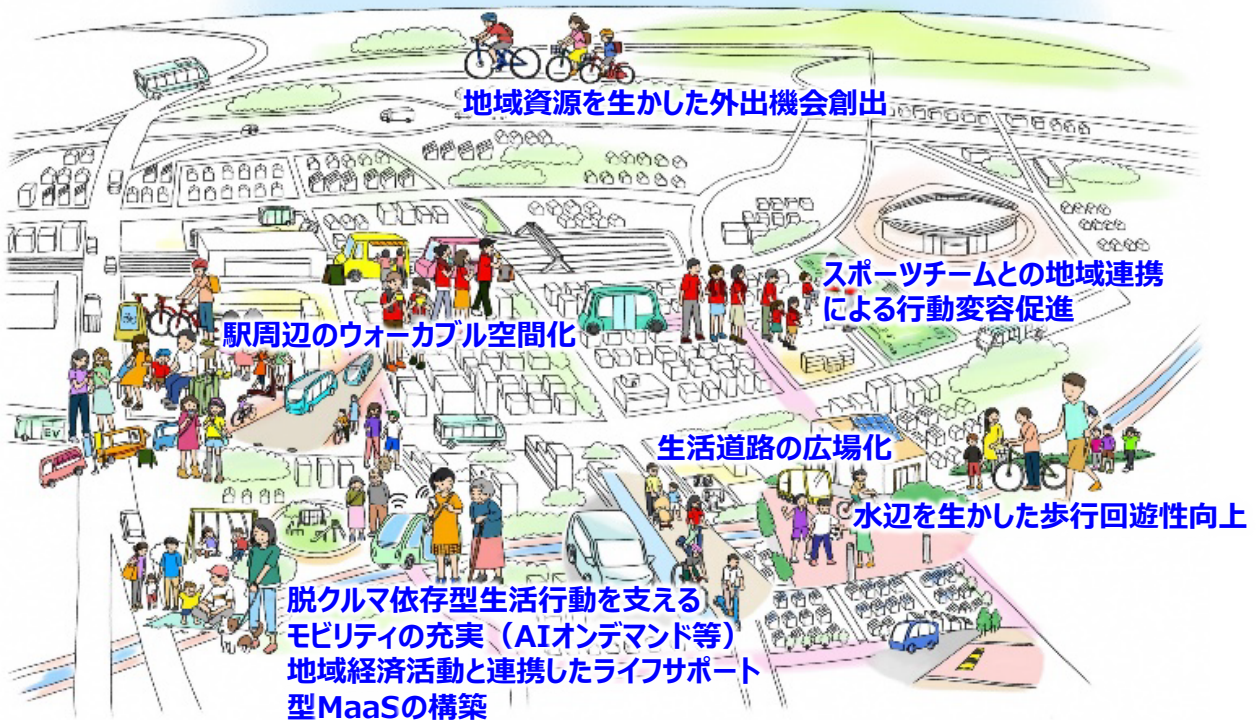 地域資源を生かした外出機会創出
スポーツチームとの地域連携
による行動変容促進
駅周辺のウォーカブル空間化
生活道路の広場化
水辺を生かした歩行回遊性向上
EV
脱クルマ依存型生活行動を支える
モビリティの充実（AIオンデマンド等）
地域経済活動と連携したライフサポート
型MaaSの構築